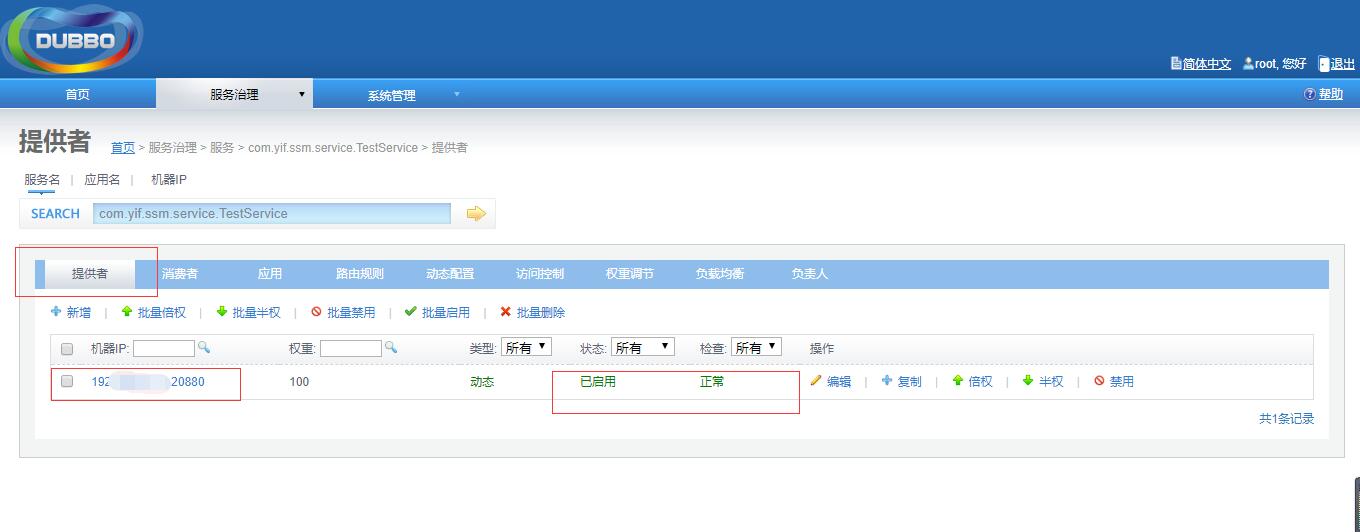 DUBBO
简体中文 root, 您好 退出
首页 服务治理 ▼ 系统管理 ▼ 帮助
提供者 首页 > 服务治理 > 服务 > com.yif.ssm.service.TestService > 提供者
服务名 | 应用名 | 机器IP
SEARCH com.yif.ssm.service.TestService
提供者 消费者 应用 路由规则 动态配置 访问控制 权重调节 负载均衡 负责人
新增 | 批量倍权 | 批量半权 | 批量禁用 | 批量启用 | 批量删除
机器IP: 权重: 类型: 所有 ▼ 状态: 所有 ▼ 检查: 所有 ▼ 操作
192 20880 100 动态 已启用 正常 编辑 | 复制 | 倍权 | 半权 | 禁用
共1条记录